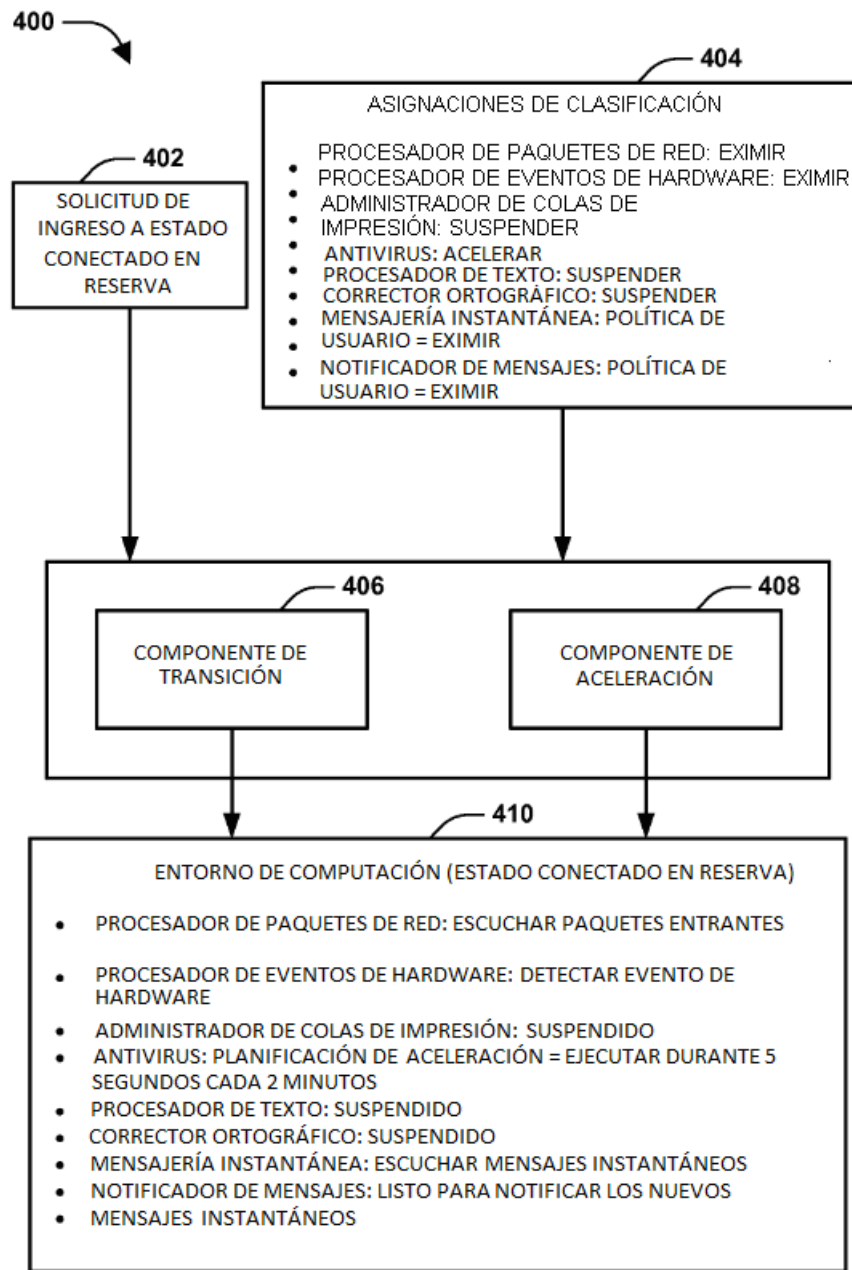 400
404
ASIGNACIONES DE CLASIFICACIÓN
• PROCESADOR DE PAQUETES DE RED: EXIMIR
• PROCESADOR DE EVENTOS DE HARDWARE: EXIMIR
• ADMINISTRADOR DE COLAS DE
• IMPRESIÓN: SUSPENDER
• ANTIVIRUS: ACELERAR
• PROCESADOR DE TEXTO: SUSPENDER
• CORRECTOR ORTOGRÁFICO: SUSPENDER
• MENSAJERÍA INSTANTÁNEA: POLÍTICA DE
• USUARIO = EXIMIR
• NOTIFICADOR DE MENSAJES: POLÍTICA DE
USUARIO = EXIMIR
402
SOLICITUD DE
INGRESO A ESTADO
CONECTADO EN
RESERVA
406
COMPONENTE DE
TRANSICIÓN
408
COMPONENTE DE
ACELERACIÓN
410
ENTORNO DE COMPUTACIÓN (ESTADO CONECTADO EN RESERVA)
• PROCESADOR DE PAQUETES DE RED: ESCUCHAR PAQUETES ENTRANTES
• PROCESADOR DE EVENTOS DE HARDWARE: DETECTAR EVENTO DE
HARDWARE
• ADMINISTRADOR DE COLAS DE IMPRESIÓN: SUSPENDIDO
• ANTIVIRUS: PLANIFICACIÓN DE ACELERACIÓN = EJECUTAR DURANTE 5
SEGUNDOS CADA 2 MINUTOS
• PROCESADOR DE TEXTO: SUSPENDIDO
• CORRECTOR ORTOGRÁFICO: SUSPENDIDO
• MENSAJERÍA INSTANTÁNEA: ESCUCHAR MENSAJES INSTANTÁNEOS
• NOTIFICADOR DE MENSAJES: LISTO PARA NOTIFICAR LOS NUEVOS
• MENSAJES INSTANTÁNEOS